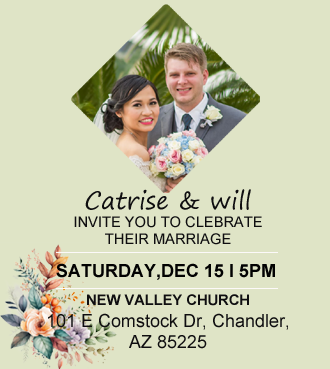 Catrise & will
INVITE YOU TO CLEBRATE
THEIR MARRIAGE
SATURDAY,DEC 15 I 5PM
NEW VALLEY CHURCH
101 E Comstock Dr, Chandler,
AZ 85225